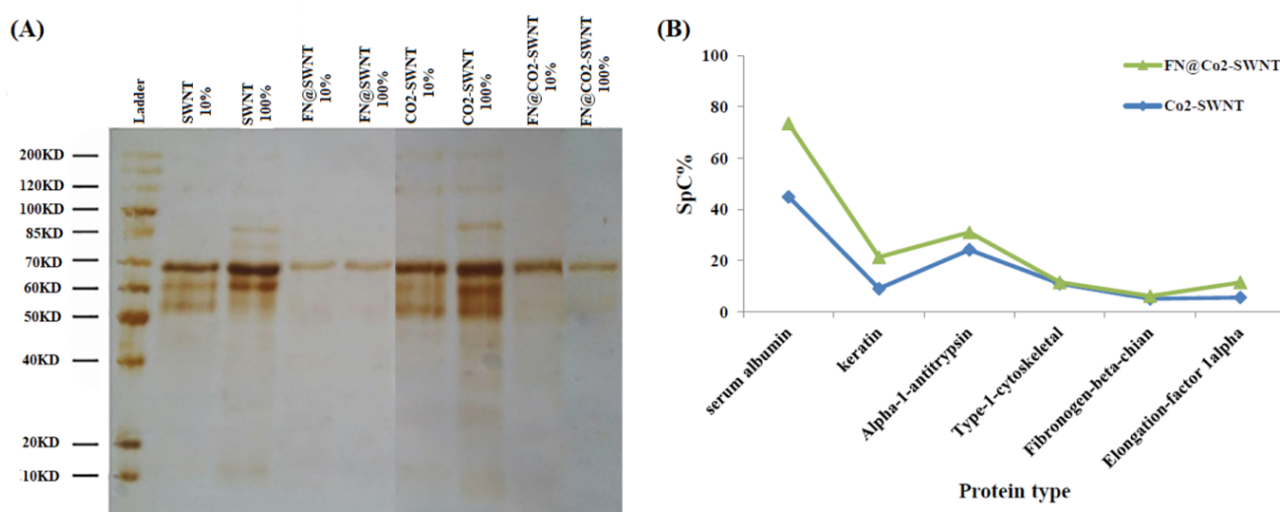 (A)
Ladder
SWNT
10%
SWNT
100%
FN@SWNT
10%
FN@SWNT
100%
CO2-SWNT
10%
CO2-SWNT
100%
FN@CO2-SWNT
10%
FN@CO2-SWNT
100%
200KD
120KD
100KD
85KD
70KD
60KD
50KD
40KD
20KD
10KD
(B)
100
80
60
40
20
0
SpC%
FN@Co2-SWNT
Co2-SWNT
serum albumin
keratin
Alpha-1-antitrypsin
Type-1-cytoskeletal
Fibronogen-beta-chian
Elongation-factor 1alpha
Protein type